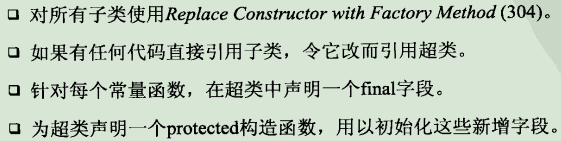 对所有子类使用Replace Constructor with Factory Method (304)。
如果有任何代码直接引用子类，令它改而引用超类。
针对每个常量函数，在超类中声明一个final字段。
为超类声明一个protected构造函数，用以初始化这些新增字段。